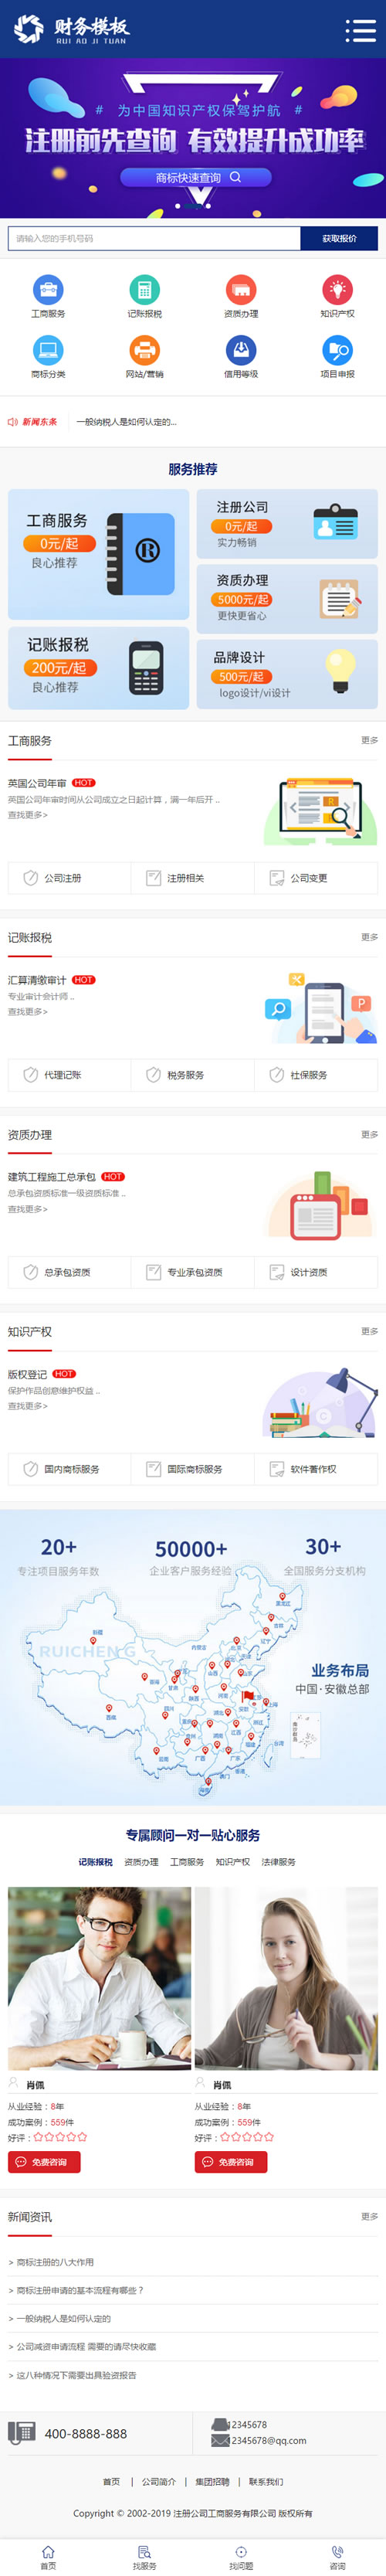 财务模板
RUI AO JI TUAN
# 为中国知识产权保驾护航 #
注册前先查询 有效提升成功率
商标快速查询
请输入您的手机号码
获取报价
工商服务
记账报税
资质办理
知识产权
商标分类
网站/营销
信用等级
项目申报
新闻东条
一般纳税人是如何认定的...
服务推荐
工商服务
0元/起
良心推荐
注册公司
0元/起
实力畅销
资质办理
5000元/起
更快更省心
记账报税
200元/起
良心推荐
品牌设计
500元/起
logo设计/vi设计
工商服务
更多
英国公司年审 HOT
英国公司年审时间从公司成立之日起计算，满一年后开 ..
查找更多>
公司注册
注册相关
公司变更
记账报税
更多
汇算清缴审计 HOT
专业审计会计师 ..
查找更多>
代理记账
税务服务
社保服务
资质办理
更多
建筑工程施工总承包 HOT
总承包资质标准一级资质标准 ..
查找更多>
总承包资质
专业承包资质
设计资质
知识产权
更多
版权登记 HOT
保护作品创意维护权益 ..
查找更多>
国内商标服务
国际商标服务
软件著作权
20+
专注项目服务年数
50000+
企业客户服务经验
30+
全国服务分支机构
RUICHENG G
黑龙江
吉林
辽宁
新疆
内蒙古
西藏
业务布局
中国·安徽总部
专属顾问一对一贴心服务
记账报税
资质办理
工商服务
知识产权
法律服务
肖佩
从业经验：8年
成功案例：559件
好评：
免费咨询
肖佩
从业经验：8年
成功案例：559件
好评：
免费咨询
新闻资讯
更多
> 商标注册的八大作用
> 商标注册申请的基本流程有哪些？
> 一般纳税人是如何认定的
> 公司减资申请流程 需要的请尽快收藏
> 这八种情况下需要出具验资报告
400-8888-888
12345678
12345678@qq.com
首页 | 公司简介 | 集团招聘 | 联系我们
Copyright © 2002-2019 注册公司工商服务有限公司 版权所有
首页
找服务
找问题
咨询